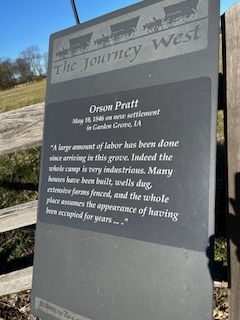 The Journey West
Orson Pratt
May 10, 1846 on new settlement
in Garden Grove, IA
"A large amount of labor has been done
since arriving in this grove. Indeed the
whole camp is very industrious. Many
houses have been built, wells dug,
extensive farms fenced, and the whole
place assumes the appearance of having
been occupied for years ... ."